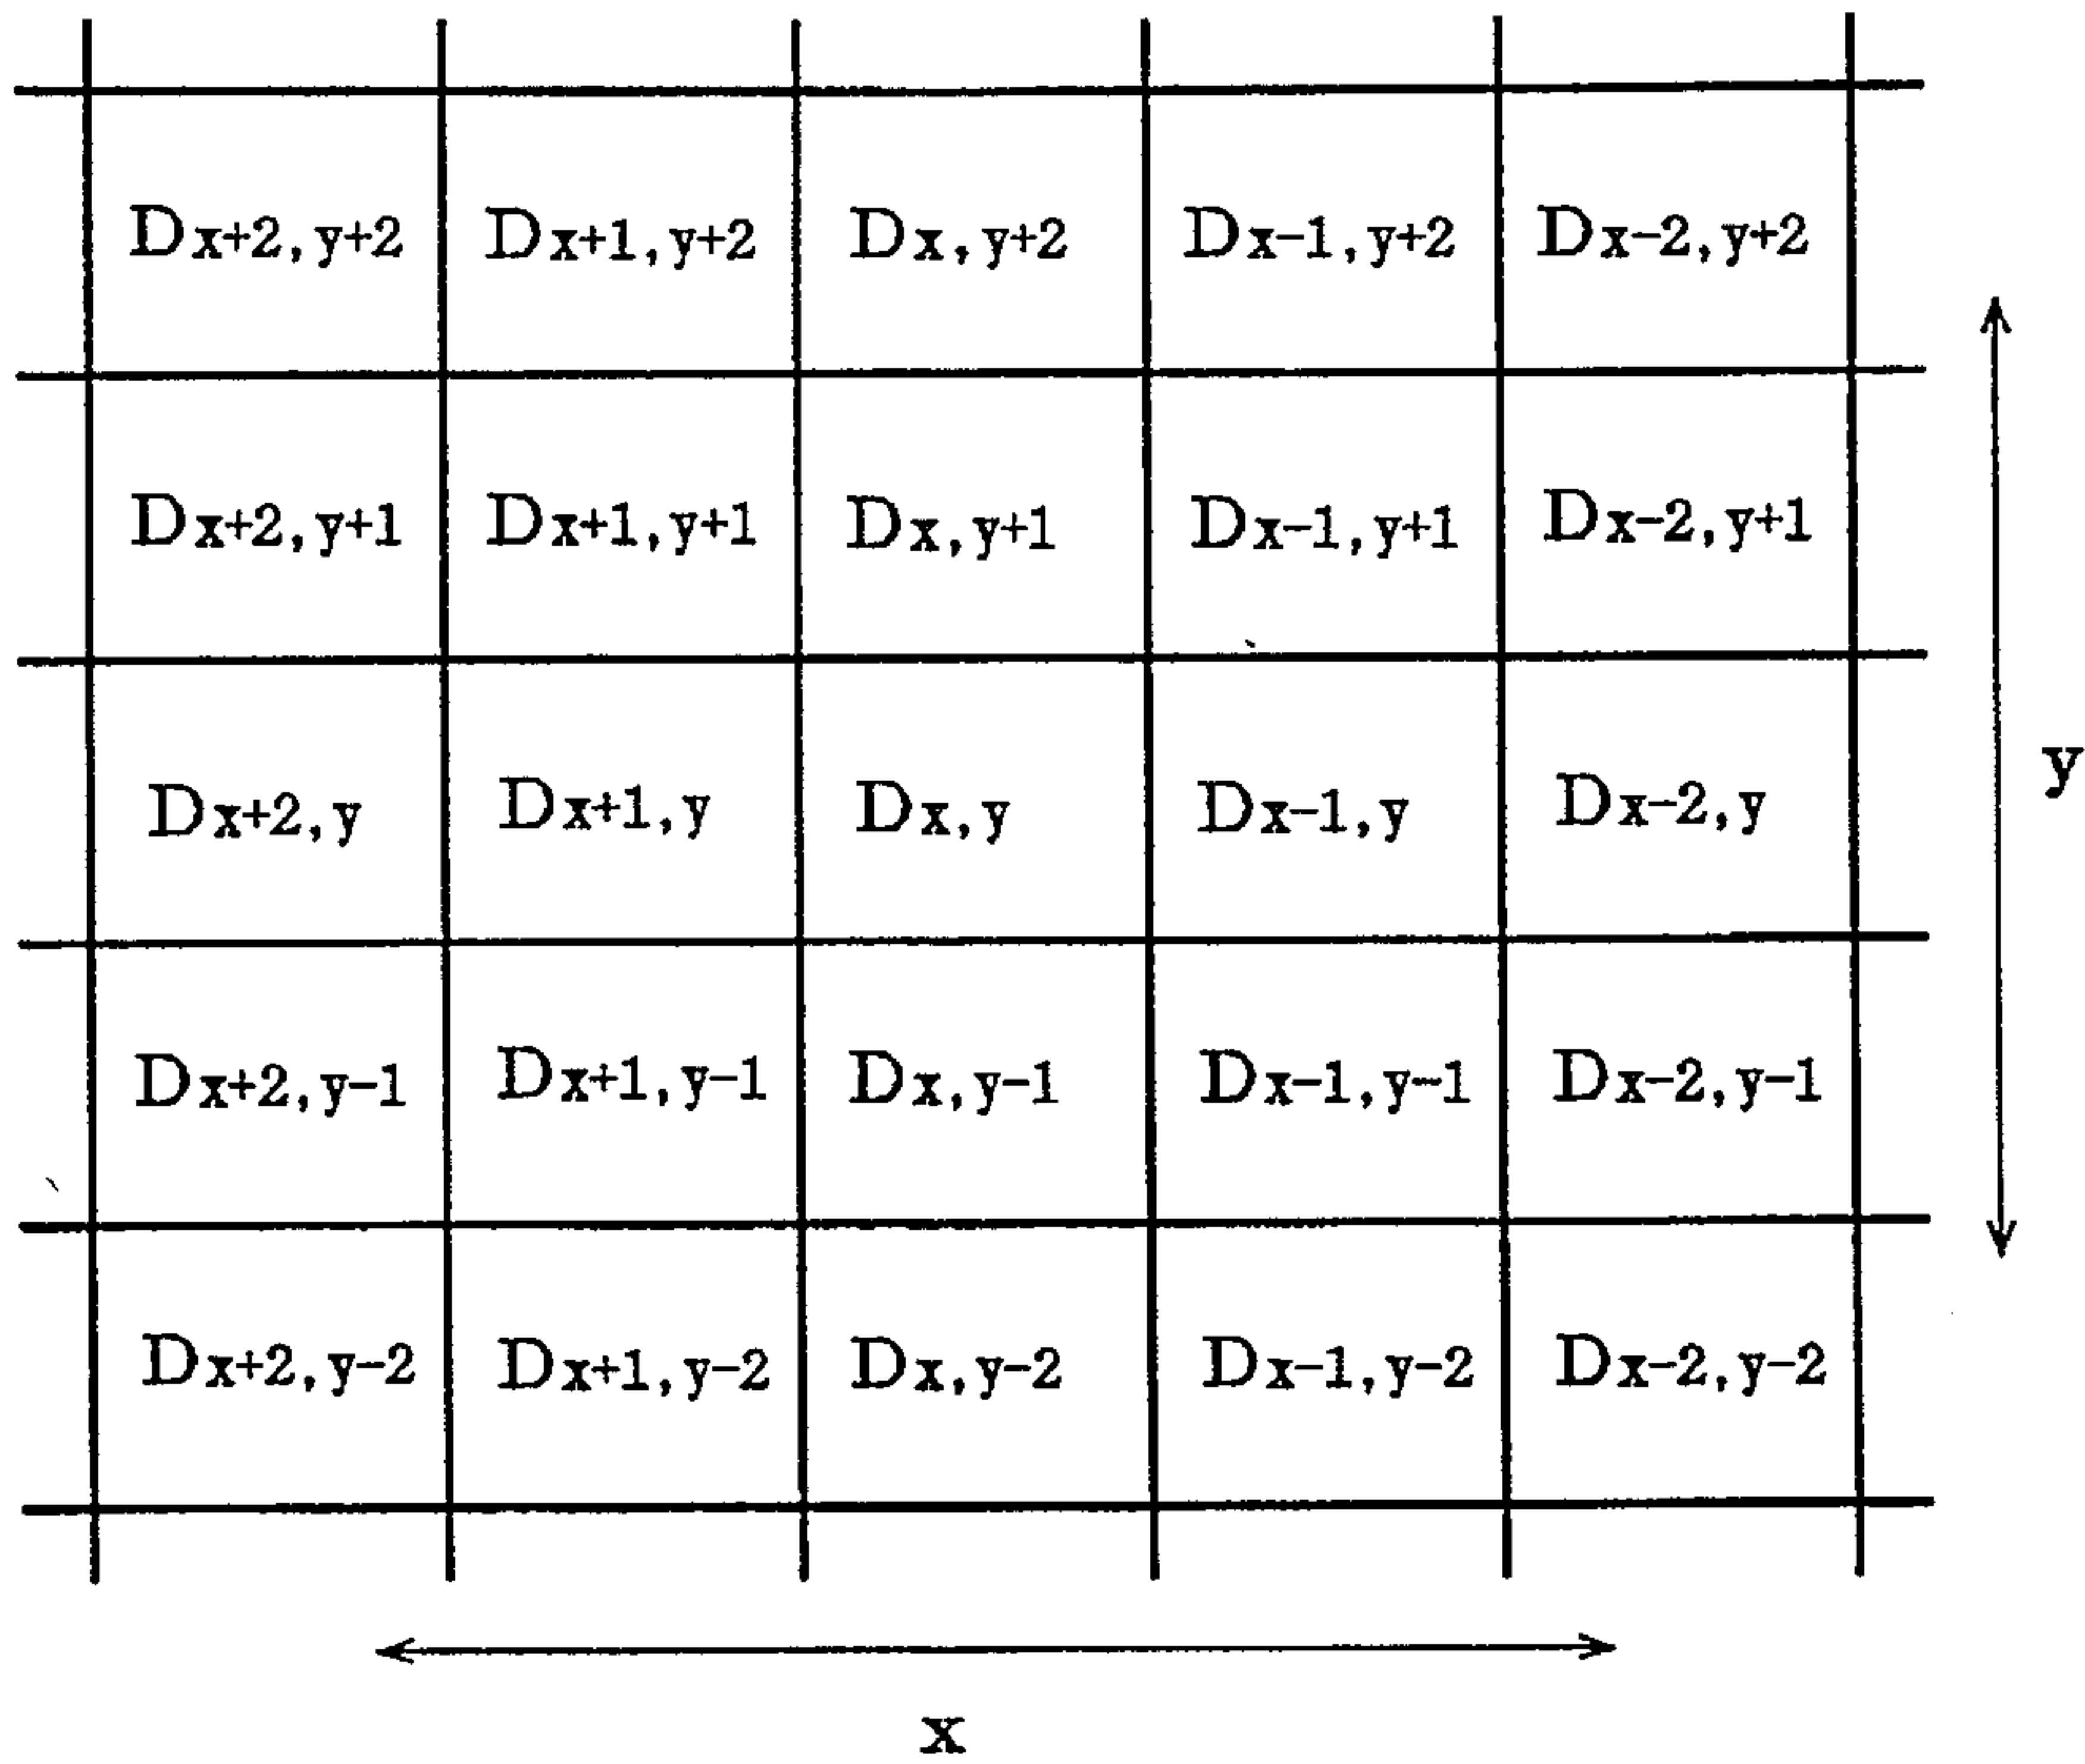 Dx+2,y+2 Dx+1,y+2 Dx,y+2 Dx-1,y+2 Dx-2,y+2
Dx+2,y+1 Dx+1,y+1 Dx,y+1 Dx-1,y+1 Dx-2,y+1
Dx+2,y Dx+1,y Dx,y Dx-1,y Dx-2,y
y
Dx+2,y-1 Dx+1,y-1 Dx,y-1 Dx-1,y-1 Dx-2,y-1
Dx+2,y-2 Dx+1,y-2 Dx,y-2 Dx-1,y-2 Dx-2,y-2
x